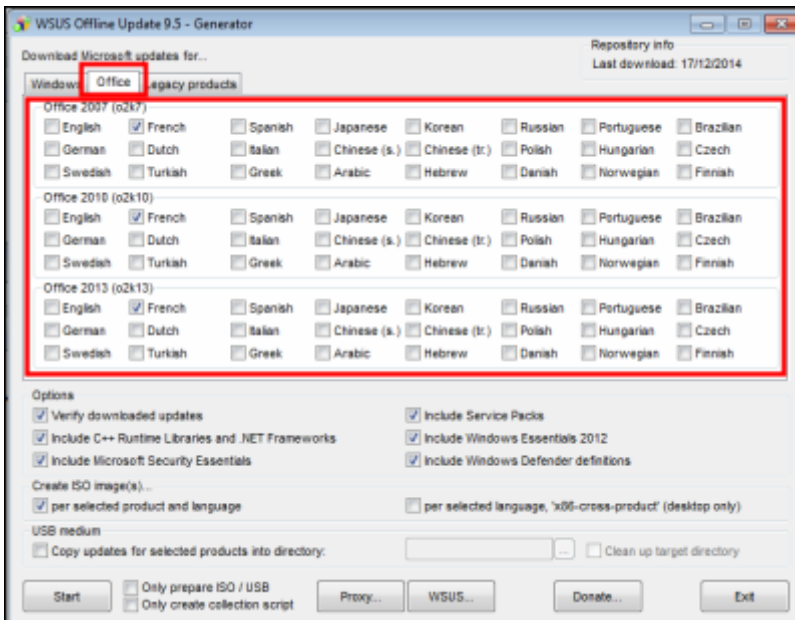 WSUS Offline Update 9.5 - Generator
Download Microsoft updates for...
Repository info
Last download: 17/12/2014
Windows Office Legacy products
Office 2007 (o2k7)
English French Spanish Japanese Korean Russian Portuguese Brazilian
German Dutch Italian Chinese (s.) Chinese (tr.) Polish Hungarian Czech
Swedish Turkish Greek Arabic Hebrew Danish Norwegian Finnish
Office 2010 (o2k10)
English French Spanish Japanese Korean Russian Portuguese Brazilian
German Dutch Italian Chinese (s.) Chinese (tr.) Polish Hungarian Czech
Swedish Turkish Greek Arabic Hebrew Danish Norwegian Finnish
Office 2013 (o2k13)
English French Spanish Japanese Korean Russian Portuguese Brazilian
German Dutch Italian Chinese (s.) Chinese (tr.) Polish Hungarian Czech
Swedish Turkish Greek Arabic Hebrew Danish Norwegian Finnish
Options
Verify downloaded updates Include Service Packs
Include C++ Runtime Libraries and .NET Frameworks Include Windows Essentials 2012
Include Microsoft Security Essentials Include Windows Defender definitions
Create ISO image(s)...
per selected product and language per selected language, 'x86-cross-product' (desktop only)
USB medium
Copy updates for selected products into directory: ... Clean up target directory
Start Only prepare ISO / USB Proxy... WSUS... Donate... Exit
Only create collection script